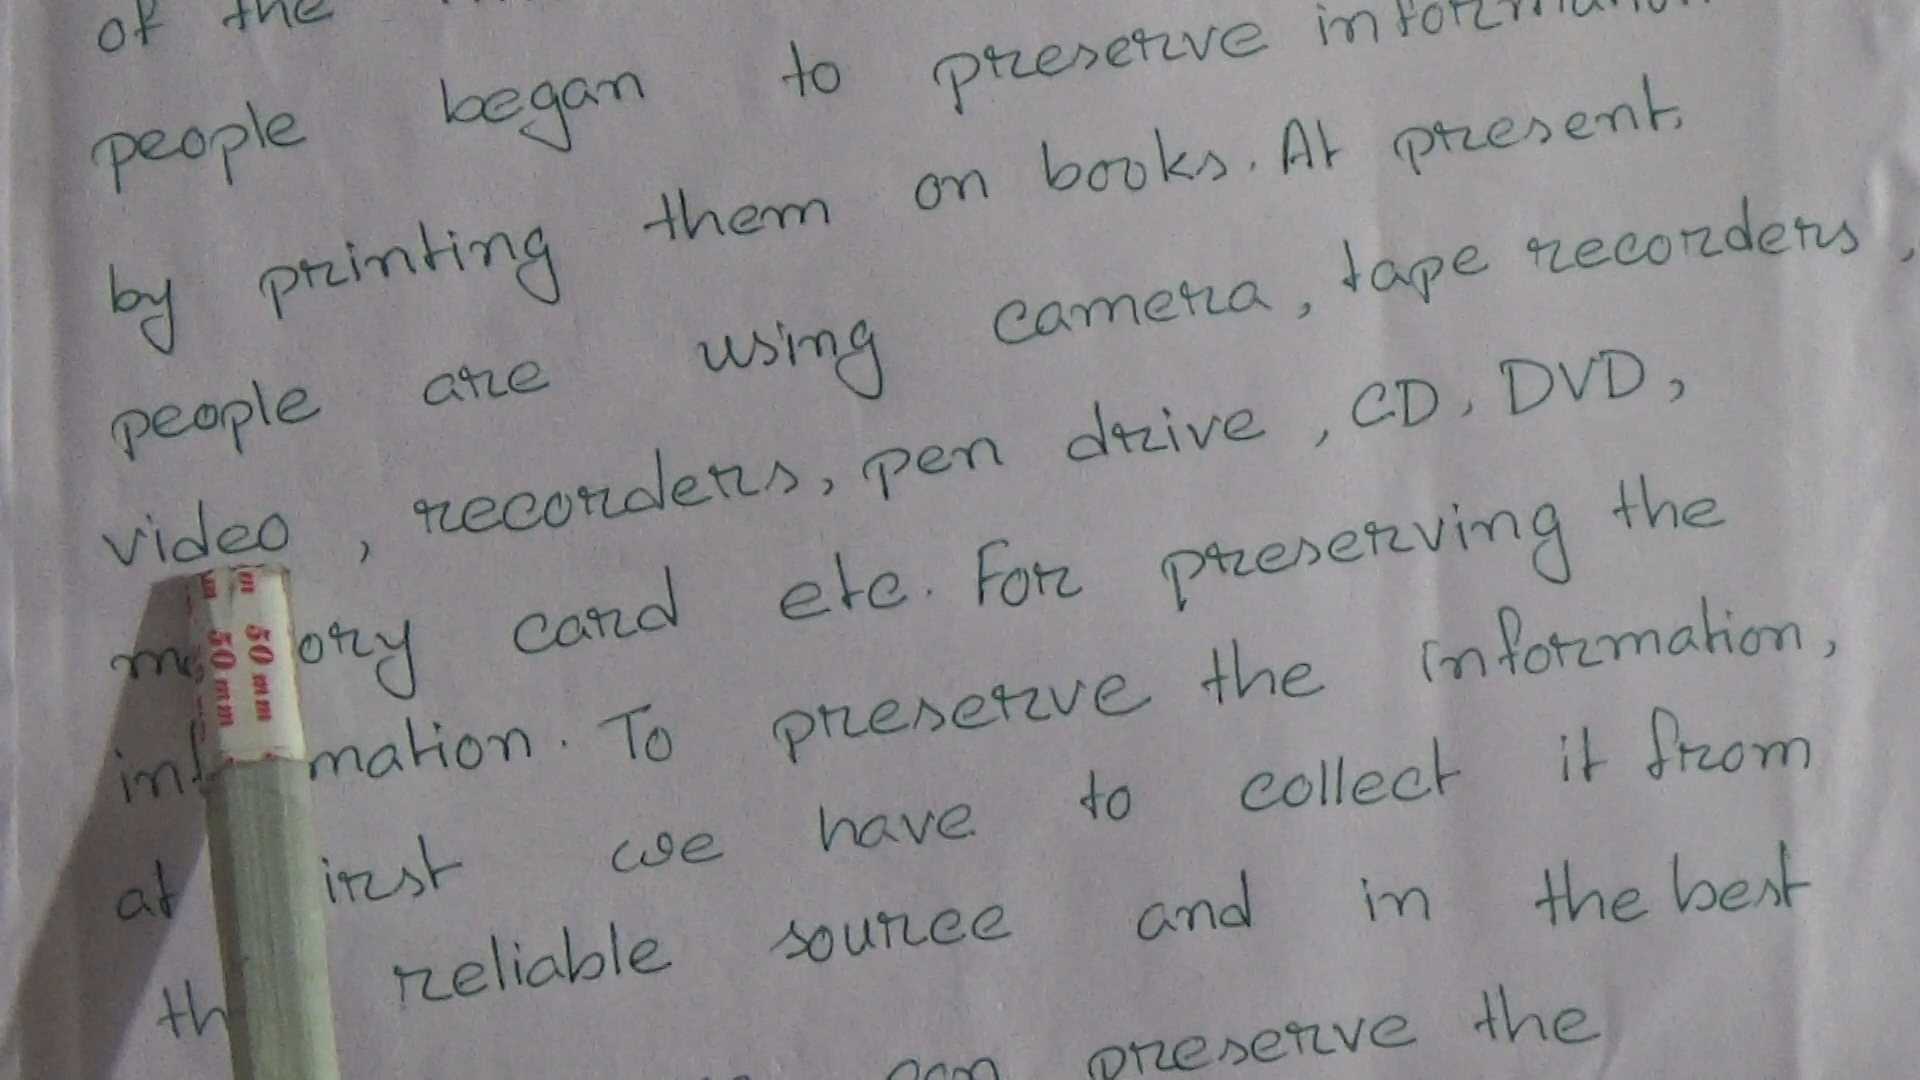 of the
people began to preserve information
by printing them on books. At present,
people are using camera, tape recorders,
video, recorders, pen drive, CD, DVD,
ory card etc. For preserving the
mation. To preserve the information,
at irst we have to collect it from
reliable source and in the best
can preserve the
50 mm
50 mm